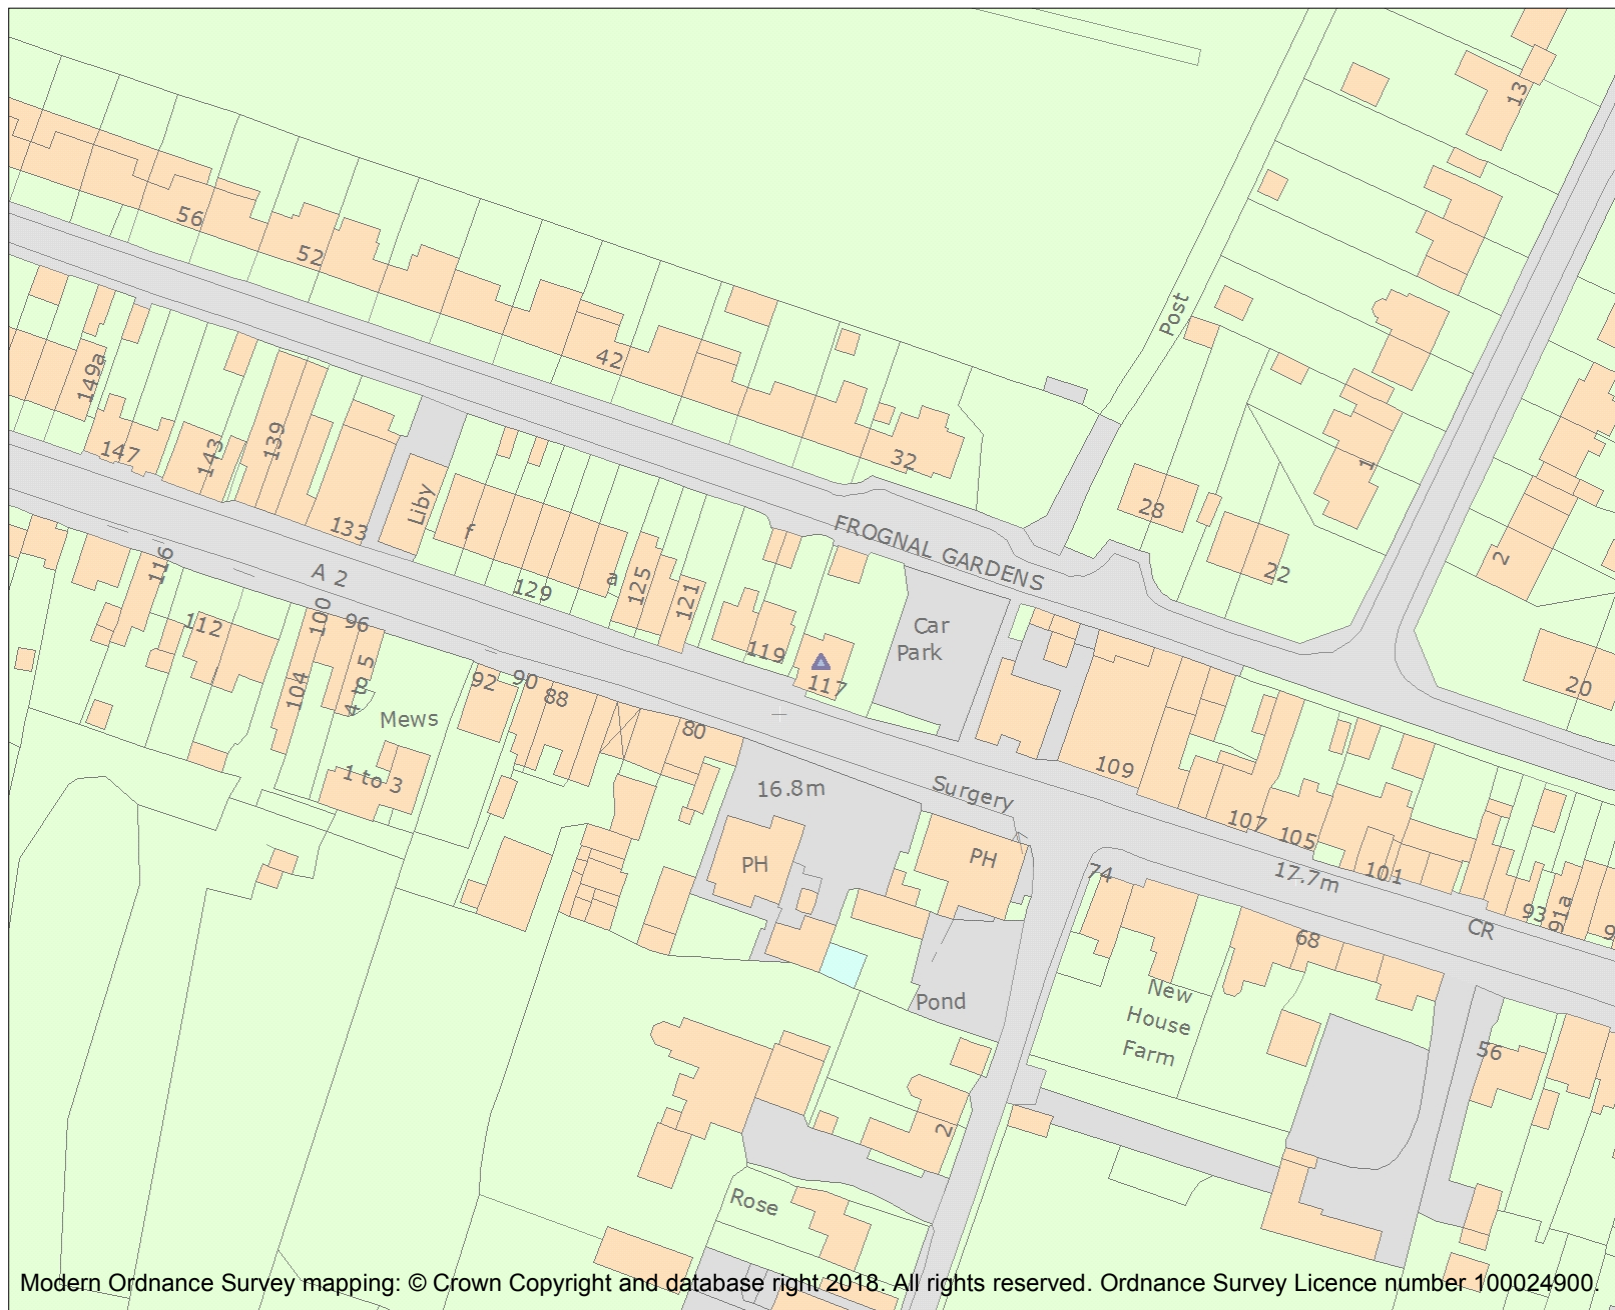 13
56
52
Post
42
149a
147
143
139
32
1
133
Liby
f
28
FROGNAL GARDENS
2
22
A 2
116
a
129
125
121
100
112
96
Car
Park
119
117
20
104
4 to 5
92
90
88
Mews
80
1 to 3
16.8m
Surgery
109
107
105
101
PH
PH
74
17.7m
93
91a
CR
68
New
House
Farm
Pond
56
2
Rose
Modern Ordnance Survey mapping: © Crown Copyright and database right 2018. All rights reserved. Ordnance Survey Licence number 100024900.